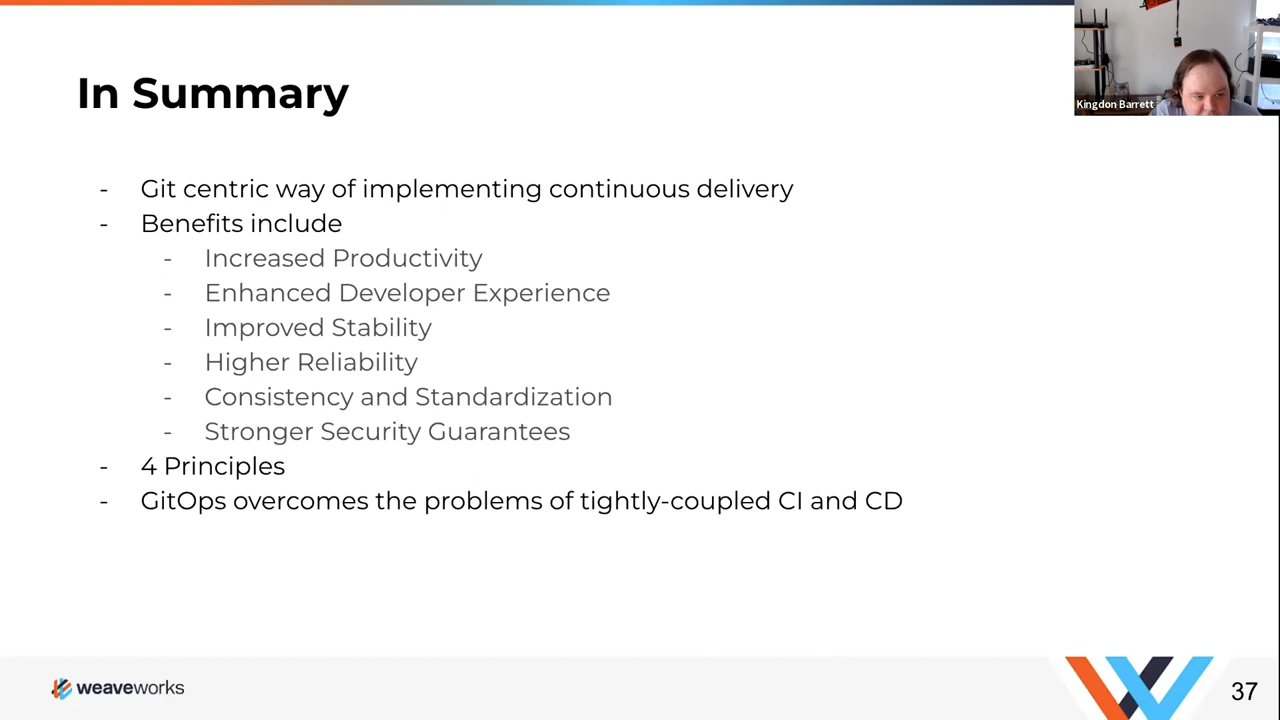 In Summary
Kingdon Barrett
- Git centric way of implementing continuous delivery
- Benefits include
- Increased Productivity
- Enhanced Developer Experience
- Improved Stability
- Higher Reliability
- Consistency and Standardization
- Stronger Security Guarantees
- 4 Principles
- GitOps overcomes the problems of tightly-coupled CI and CD
weaveworks
37